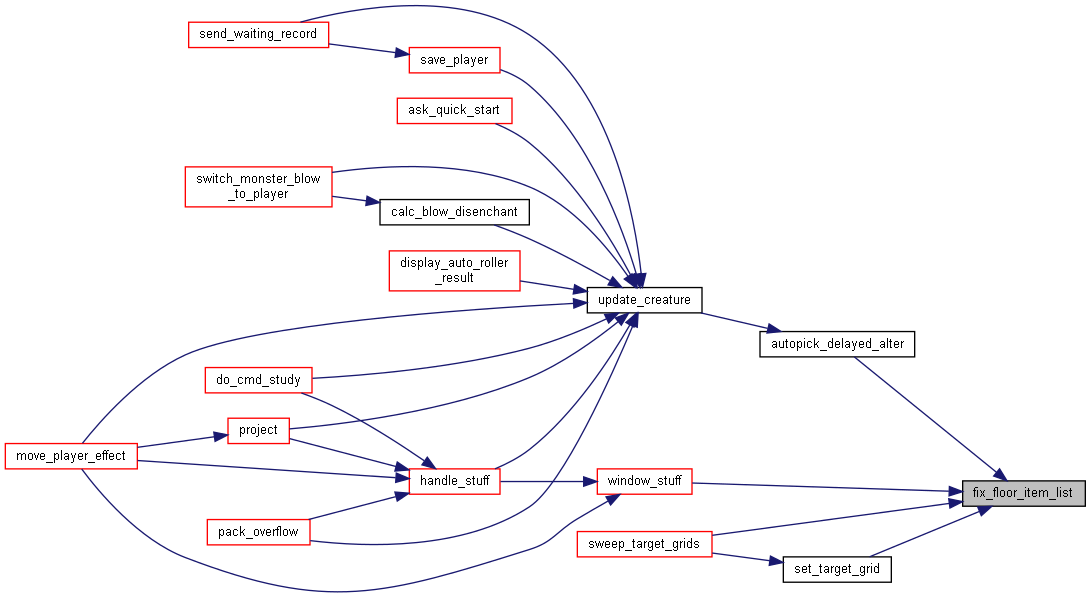 send_waiting_record
save_player
ask_quick_start
switch_monster_blow
_to_player
calc_blow_disenchant
display_auto_roller
_result
update_creature
autopick_delayed_alter
do_cmd_study
project
move_player_effect
handle_stuff
window_stuff
fix_floor_item_list
pack_overflow
sweep_target_grids
set_target_grid